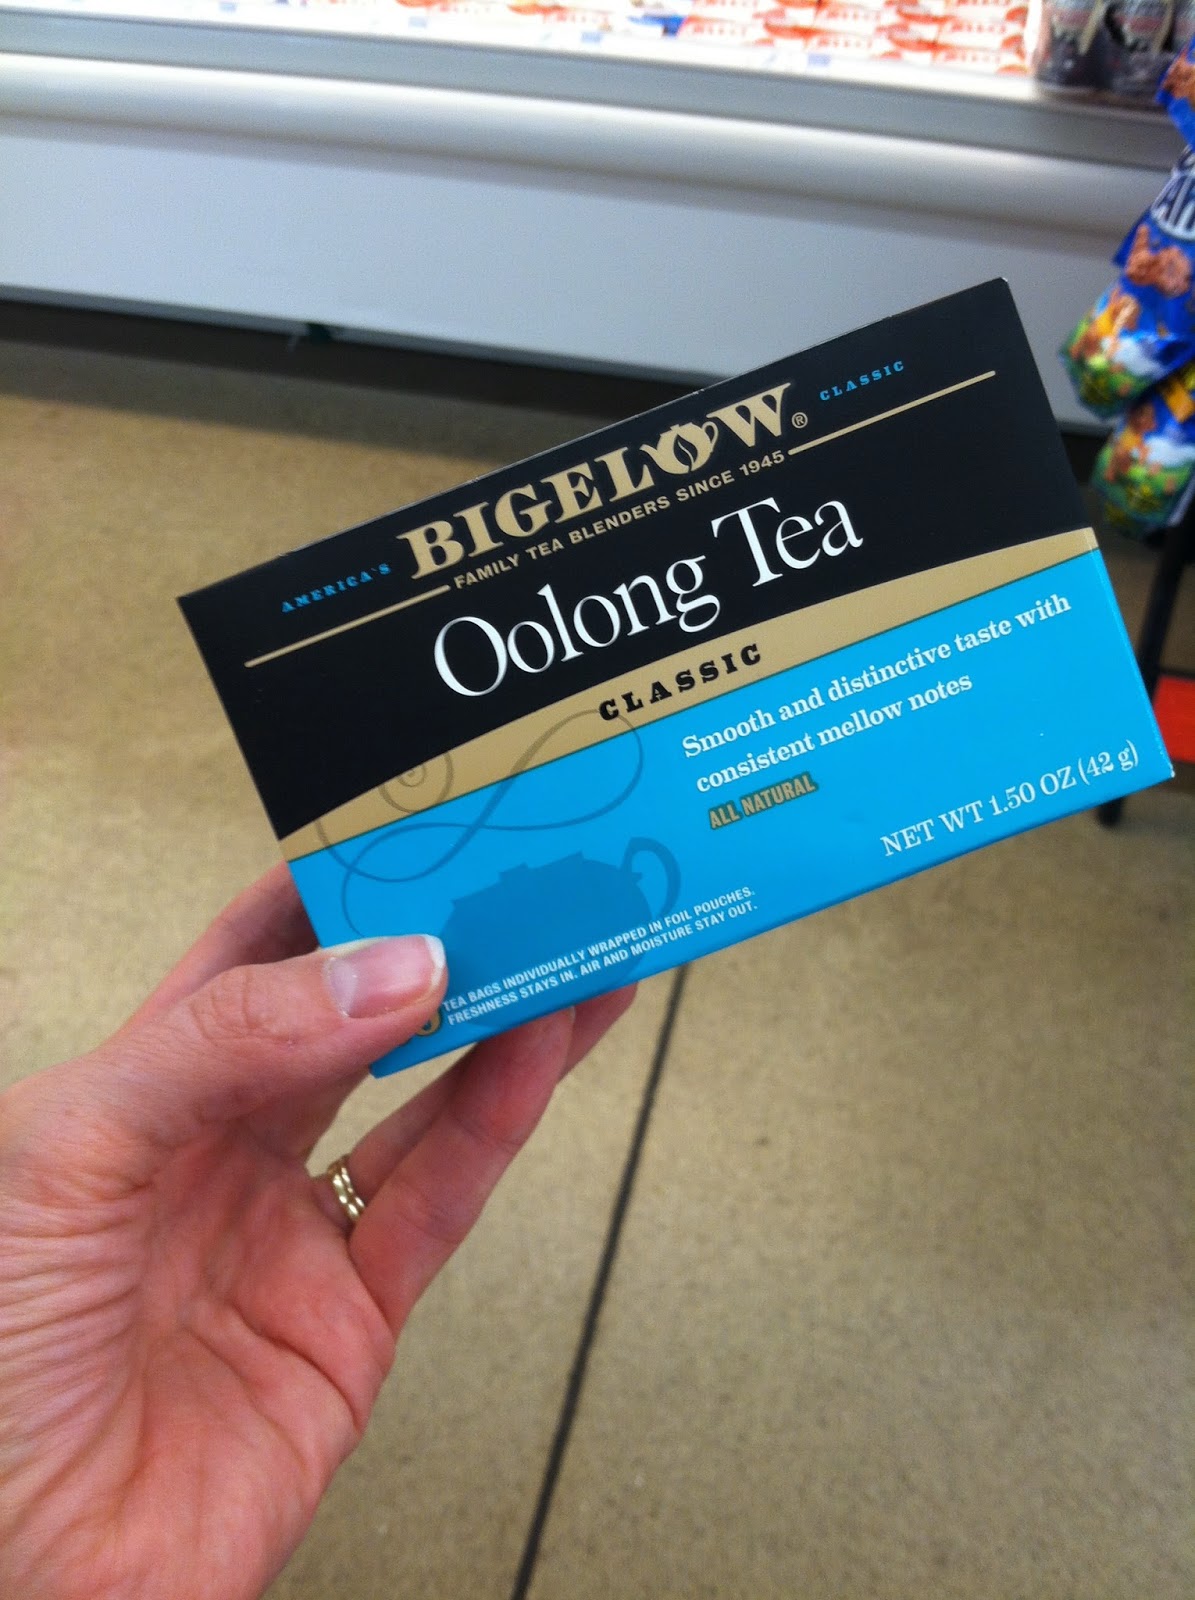 AMERICA'S BIGELOW® CLASSIC
FAMILY TEA BLENDERS SINCE 1945
Oolong Tea
CLASSIC
Smooth and distinctive taste with
consistent mellow notes
ALL NATURAL
NET WT 1.50 OZ (42 g)
TEA BAGS INDIVIDUALLY WRAPPED IN FOIL POUCHES.
FRESHNESS STAYS IN. AIR AND MOISTURE STAY OUT.